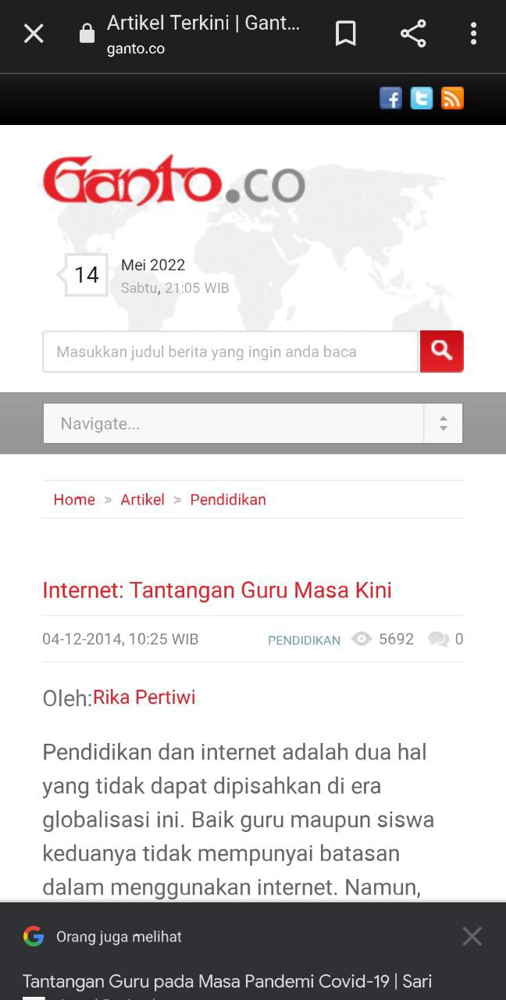 Artikel Terkini | Gant...
ganto.co
Ganto.co
14
Mei 2022
Sabtu, 21:05 WIB
Masukkan judul berita yang ingin anda baca
Navigate...
Home > Artikel > Pendidikan
Internet: Tantangan Guru Masa Kini
04-12-2014, 10:25 WIB PENDIDIKAN 5692 0
Oleh:Rika Pertiwi
Pendidikan dan internet adalah dua hal
yang tidak dapat dipisahkan di era
globalisasi ini. Baik guru maupun siswa
keduanya tidak mempunyai batasan
dalam menggunakan internet. Namun,
Orang juga melihat
Tantangan Guru pada Masa Pandemi Covid-19 | Sari